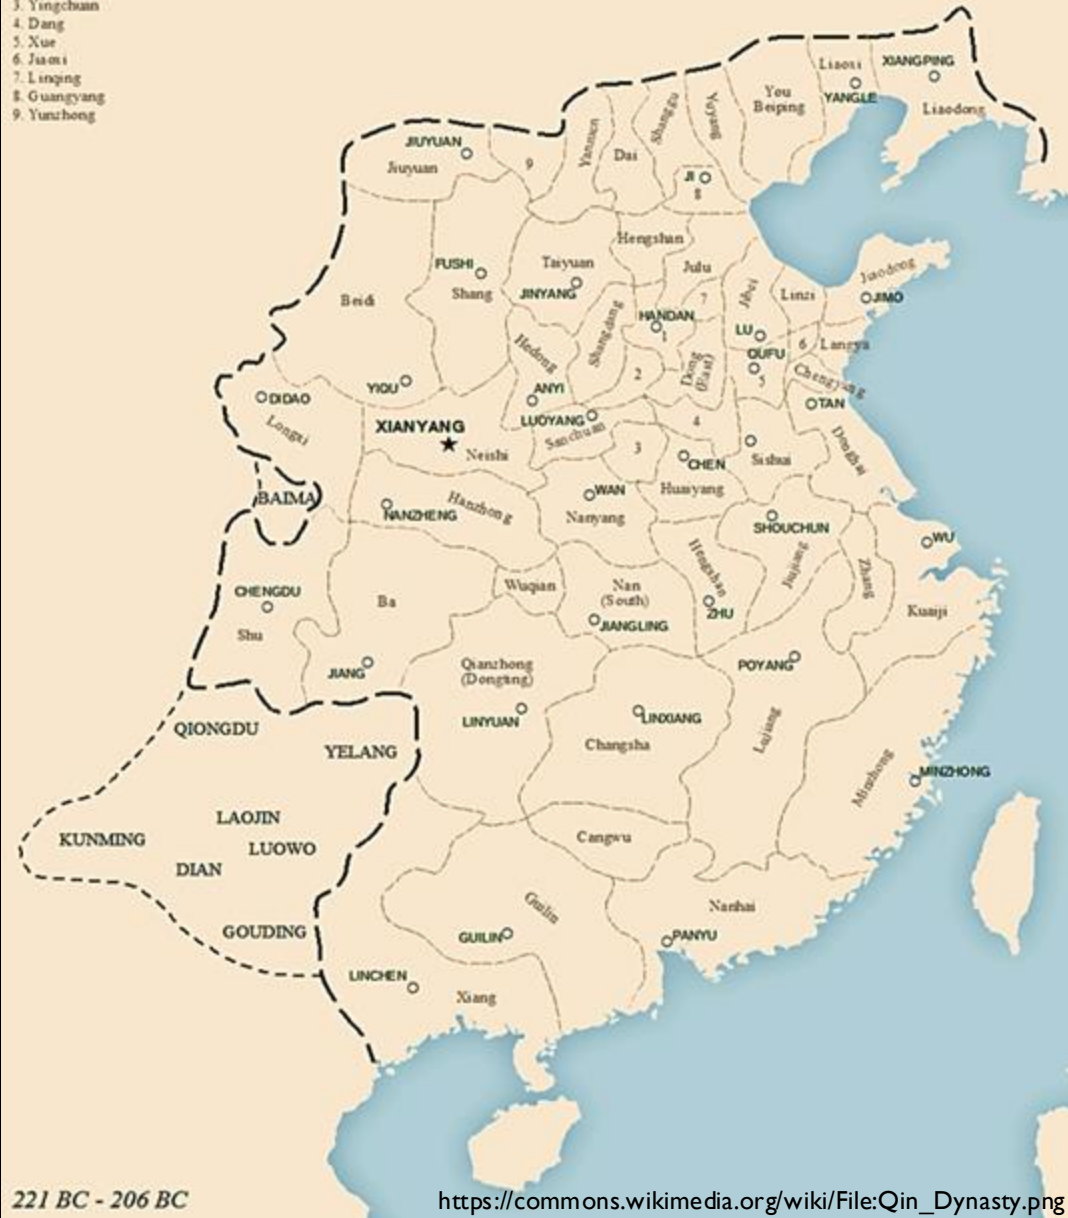 3. Yingchuan
4. Dang
5. Xue
6. Jiaoxi
7. Linqing
8. Guangyang
9. Yunzhong
Liaoxi
XIANGPING
YANGLE
Liaodong
You
Beiping
Yuyang
Shanggu
Dai
Yanmen
9
JIUYUAN
Jiuyuan
JI
8
Hengshan
FUSHI
Shang
Taiyuan
JINYANG
Julu
7
Jibei
Linzi
Jiaodong
JIMO
Beidi
HANDAN
1
LU
Shangdang
Hedong
6
Langya
QUFU
5
Chengyang
Dong
(East)
2
YIQU
ANYI
DIDAO
TAN
Longxi
XIANYANG
Neishi
LUOYANG
Sanchuan
4
3
CHEN
Sishui
Donghai
BAIMA
NANZHENG
Hanzhong
WAN
Nanyang
Huaiyang
SHOUCHUN
WU
Hengshan
Jiujiang
Zhang
CHENGDU
Shu
Ba
Wuqian
Nan
(South)
JIANGLING
ZHU
Kuaiji
JIANG
Qianzhong
(Dongting)
LINYUAN
POYANG
LINXIANG
Changsha
Lujiang
QIONGDU
YELANG
Minzhong
MINZHONG
LAOJIN
KUNMING
LUOWO
DIAN
Cangwu
GOUDING
Guilin
GUILIN
Nanhai
PANYU
LINCHEN
Xiang
221 BC - 206 BC
https://commons.wikimedia.org/wiki/File:Qin_Dynasty.png